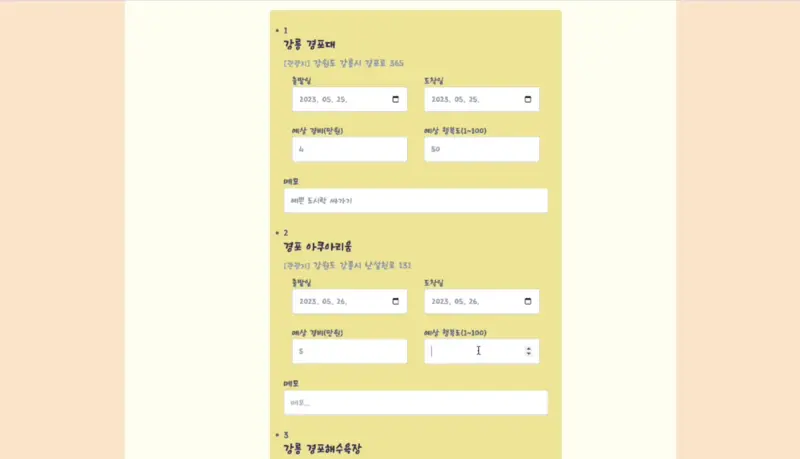 1
강릉 경포대
[관광지] 강원도 강릉시 경포로 365
출발일 도착일
2023. 05. 25. 2023. 05. 25.
예상 경비(만원) 예상 행복도(1~100)
4 50
메모
예쁜 도시락 싸가기
2
경포 아쿠아리움
[관광지] 강원도 강릉시 난설헌로 131
출발일 도착일
2023. 05. 26. 2023. 05. 26.
예상 경비(만원) 예상 행복도(1~100)
5
메모
메모...
3
강릉 경포해수욕장